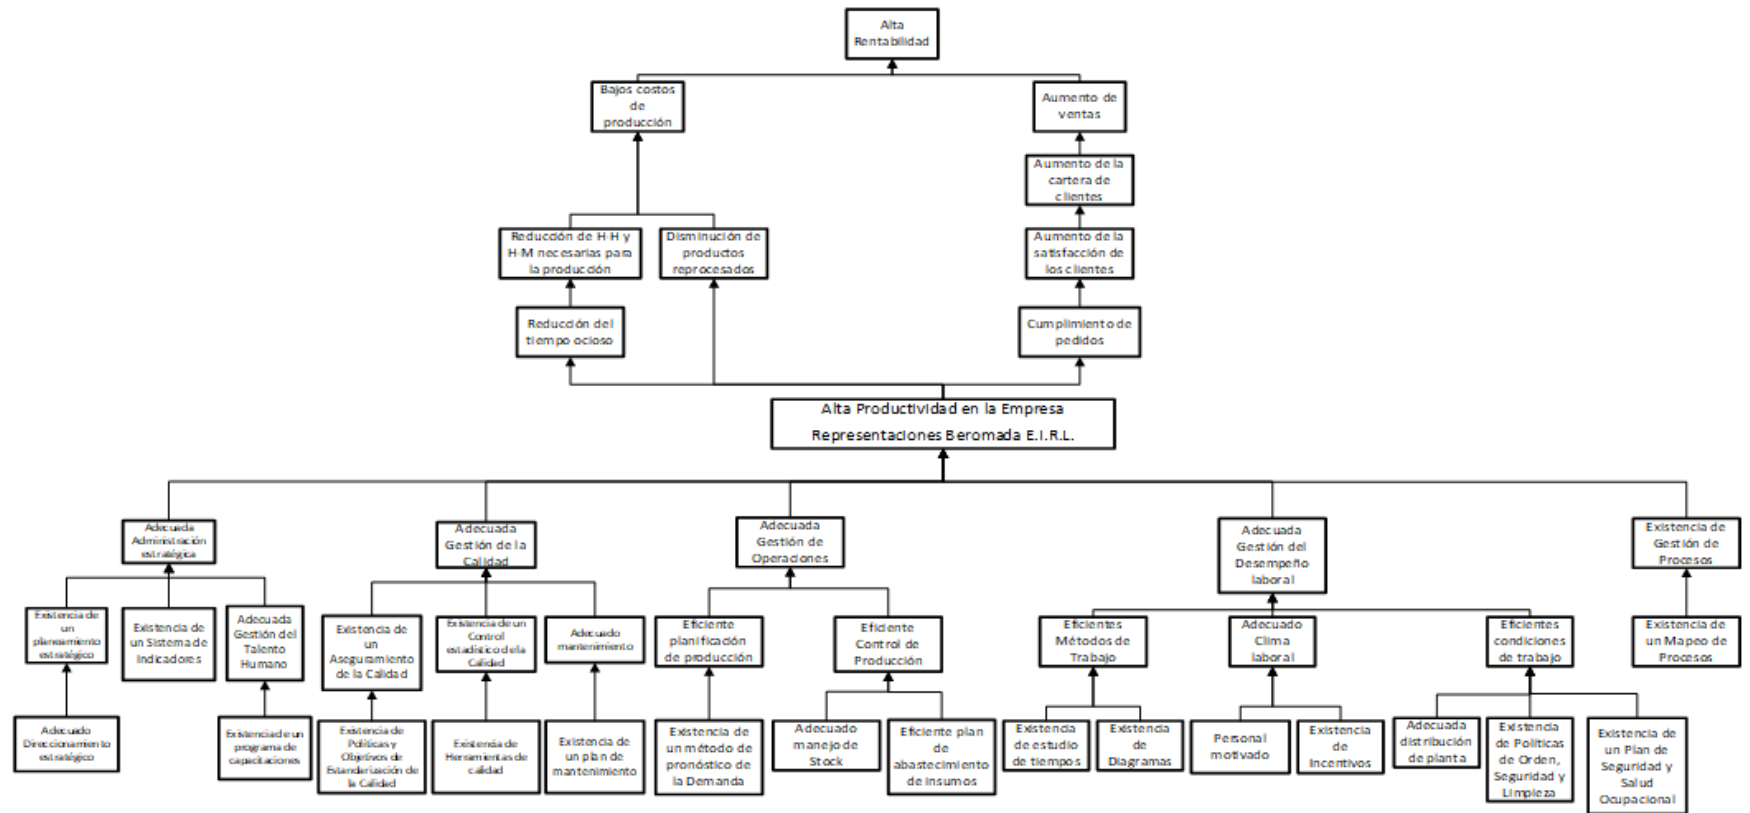 Alta
Rentabilidad
Bajos costos
de
producción
Aumento de
ventas
Aumento de la
cartera de
clientes
Reducción de H-H y
H-M necesarias para
la producción
Disminución de
productos
reprocesados
Aumento de la
satisfacción de
los clientes
Reducción del
tiempo ocioso
Cumplimiento de
pedidos
Alta Productividad en la Empresa
Representaciones Beromada E.I.R.L.
Adecuada
Administración
estratégica
Adecuada
Gestión de la
Calidad
Adecuada
Gestión de
Operaciones
Adecuada
Gestión del
Desempeño
laboral
Existencia de
Gestión de
Procesos
Existencia de
un
planeamiento
estratégico
Existencia de
un Sistema de
Indicadores
Adecuada
Gestión del
Talento
Humano
Existencia de
un
Aseguramiento
de la Calidad
Existencia de un
Control
estadístico de la
Calidad
Adecuado
mantenimiento
Eficiente
planificación
de producción
Eficiente
Control de
Producción
Eficientes
Métodos de
Trabajo
Adecuado
Clima
laboral
Eficientes
condiciones
de trabajo
Existencia de
un Mapeo de
Procesos
Adecuado
Direccionamiento
estratégico
Existencia de un
programa de
capacitaciones
Existencia de
Políticas y
Objetivos de
Estandarización de
la Calidad
Existencia de
Herramientas de
calidad
Existencia de
un plan de
mantenimiento
Existencia de
un método de
pronóstico de
la Demanda
Adecuado
manejo de
Stock
Eficiente plan
de
abastecimiento
de Insumos
Existencia
de estudio
de tiempos
Existencia
de
Diagramas
Personal
motivado
Existencia
de
Incentivos
Adecuada
distribución
de planta
Existencia
de Políticas
de Orden,
Seguridad y
Limpieza
Existencia de
un Plan de
Seguridad y
Salud
Ocupacional